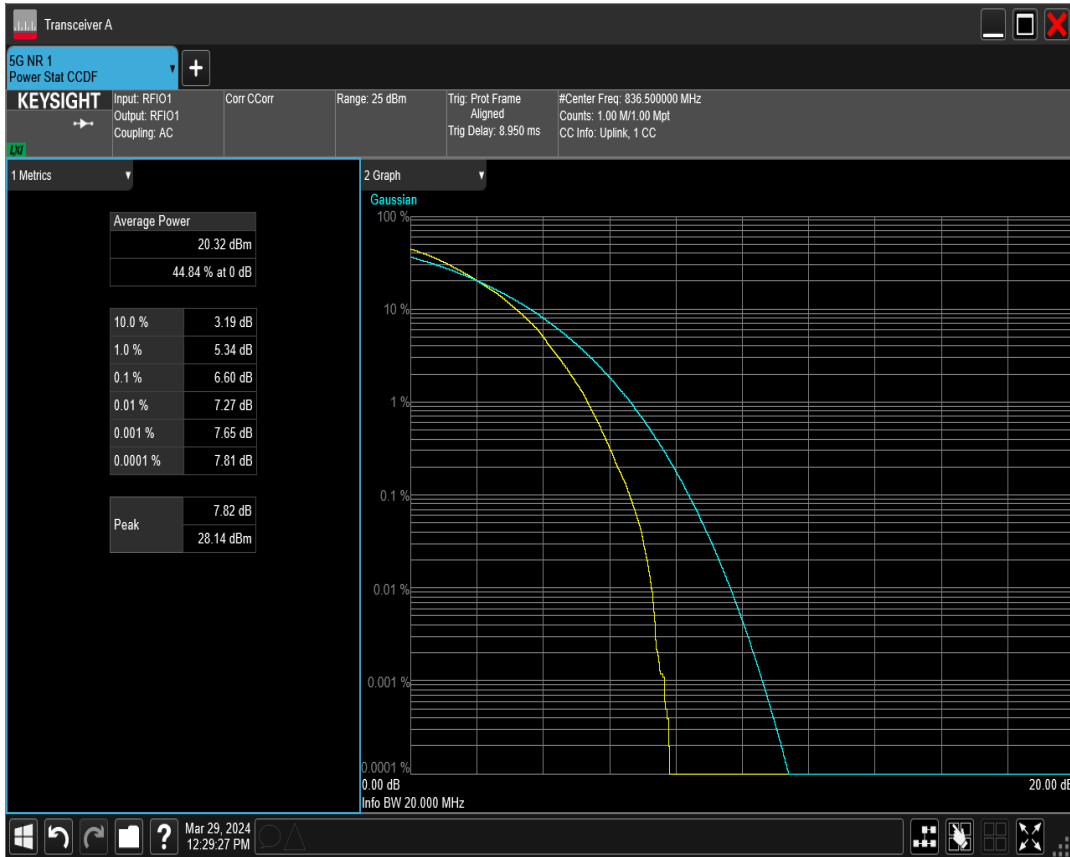 Transceiver A
5G NR 1
Power Stat CCDF
+
KEYSIGHT
LXI
Input: RFIO1
Output: RFIO1
Coupling: AC
Corr CCorr
Range: 25 dBm
Trig: Prot Frame
Aligned
Trig Delay: 8.950 ms
#Center Freq: 836.500000 MHz
Counts: 1.00 M/1.00 Mpt
CC Info: Uplink, 1 CC
1 Metrics
Average Power
20.32 dBm
44.84 % at 0 dB
10.0 % 3.19 dB
1.0 % 5.34 dB
0.1 % 6.60 dB
0.01 % 7.27 dB
0.001 % 7.65 dB
0.0001 % 7.81 dB
Peak 7.82 dB
28.14 dBm
2 Graph
Gaussian
100 %
10 %
1 %
0.1 %
0.01 %
0.001 %
0.0001 %
0.00 dB 20.00 dB
Info BW 20.000 MHz
?
Mar 29, 2024
12:29:27 PM